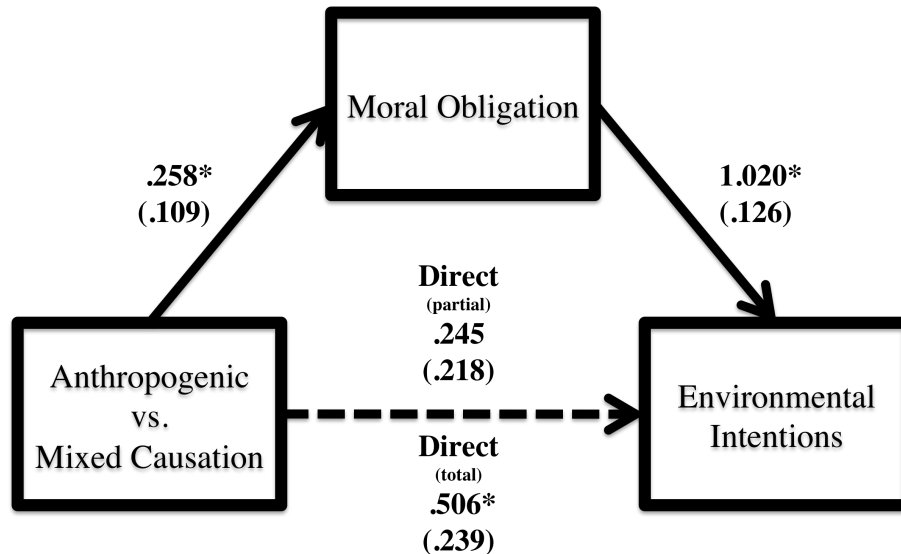 Moral Obligation
.258*
(.109)
1.020*
(.126)
Direct
(partial)
.245
(.218)
Anthropogenic
vs.
Mixed Causation
Environmental
Intentions
Direct
(total)
.506*
(.239)